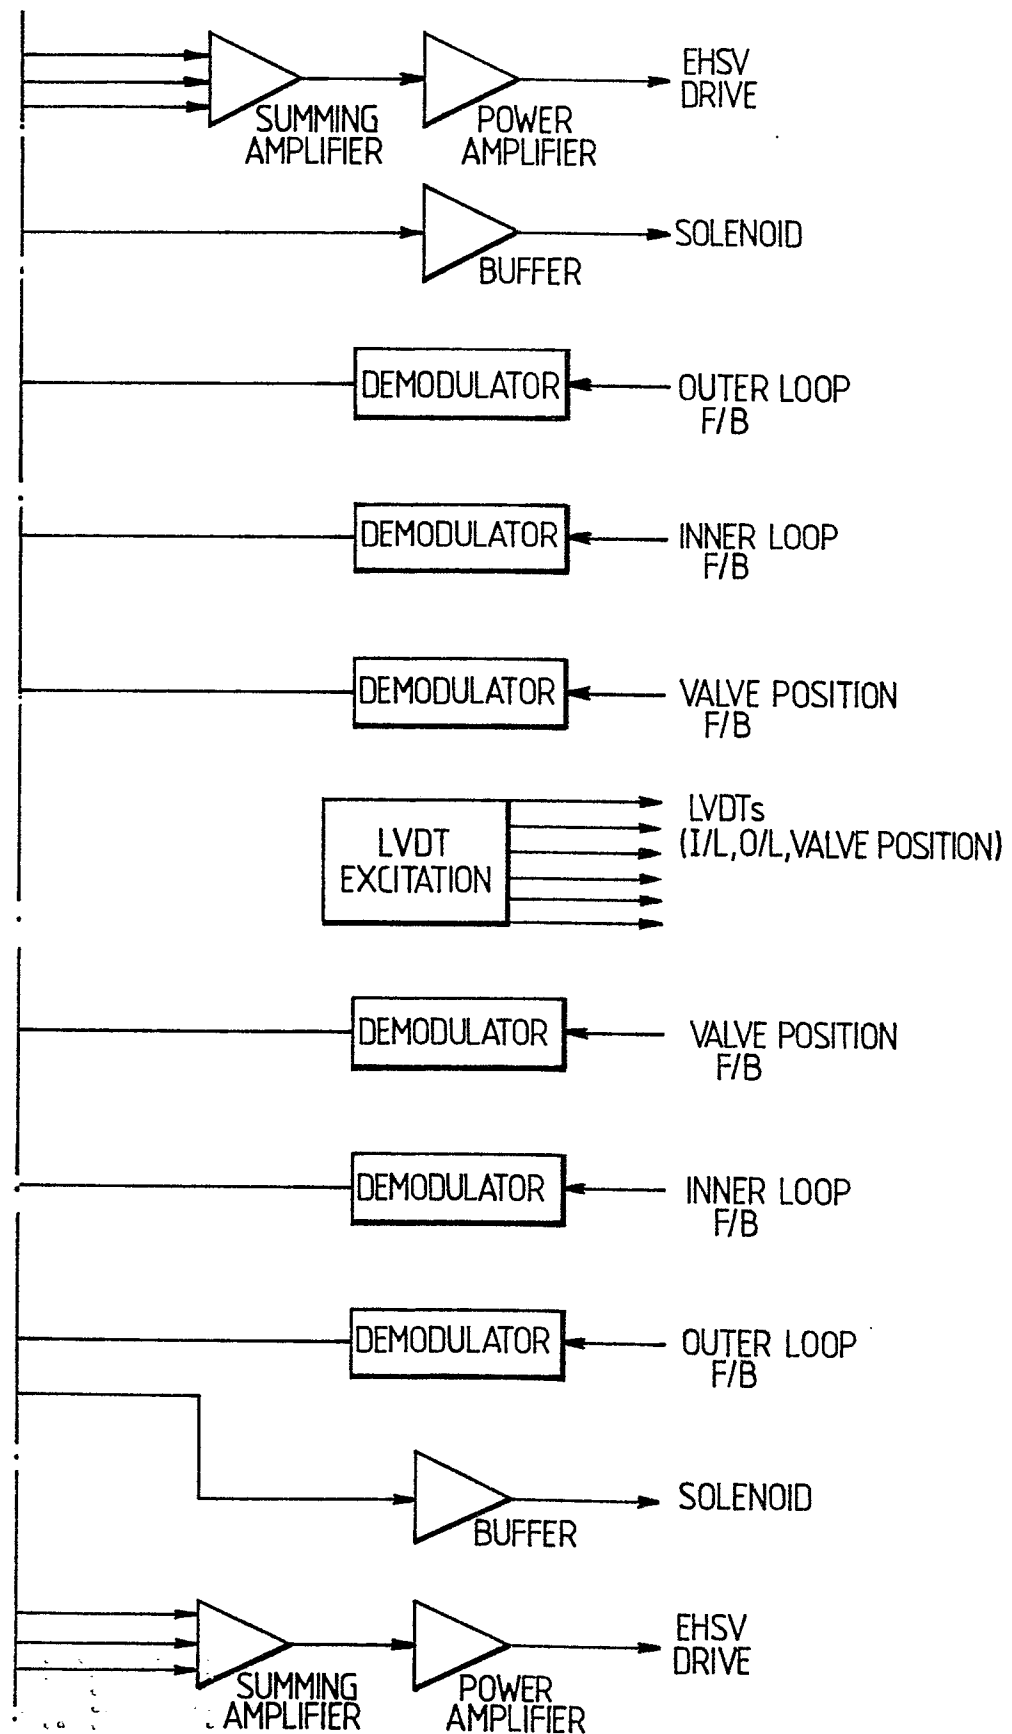 EHSV
DRIVE
SUMMING
AMPLIFIER
POWER
AMPLIFIER
SOLENOID
BUFFER
DEMODULATOR
OUTER LOOP
F/B
DEMODULATOR
INNER LOOP
F/B
DEMODULATOR
VALVE POSITION
F/B
LVDT
EXCITATION
LVDTs
(I/L,O/L,VALVE POSITION)
DEMODULATOR
VALVE POSITION
F/B
DEMODULATOR
INNER LOOP
F/B
DEMODULATOR
OUTER LOOP
F/B
SOLENOID
BUFFER
EHSV
DRIVE
SUMMING
AMPLIFIER
POWER
AMPLIFIER